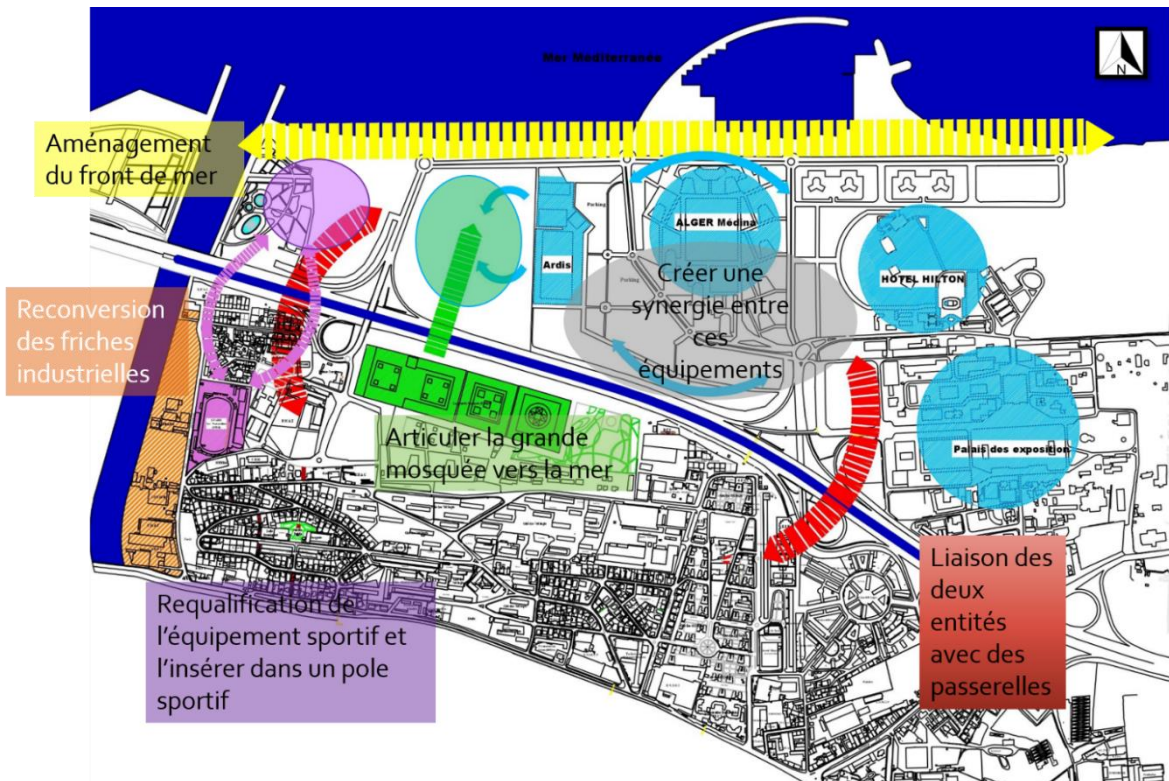 Mer Méditeranée
N
Aménagement
du front de mer
Parking
ALGER Médina
Ardis
HOTEL HILTON
Parking
Créer une
synergie entre
ces
équipements
Reconversion
des friches
industrielles
Articuler la grande
mosquée vers la mer
Palais des exposition
Liaison des
deux
entités
avec des
passerelles
Requalification de
l'équipement sportif et
l'insérer dans un pole
sportif